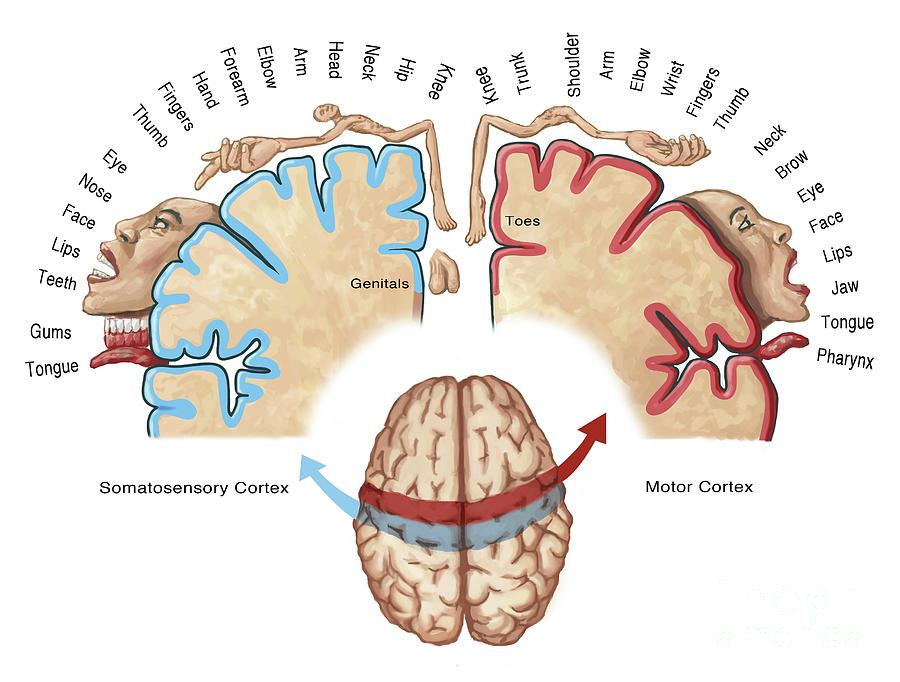 Tongue
Gums
Teeth
Lips
Face
Nose
Eye
Thumb
Fingers
Hand
Forearm
Elbow
Arm
Head
Neck
Hip
Knee
Genitals
Knee
Trunk
Shoulder
Arm
Elbow
Wrist
Fingers
Thumb
Neck
Brow
Eye
Face
Lips
Jaw
Tongue
Pharynx
Toes
Somatosensory Cortex
Motor Cortex